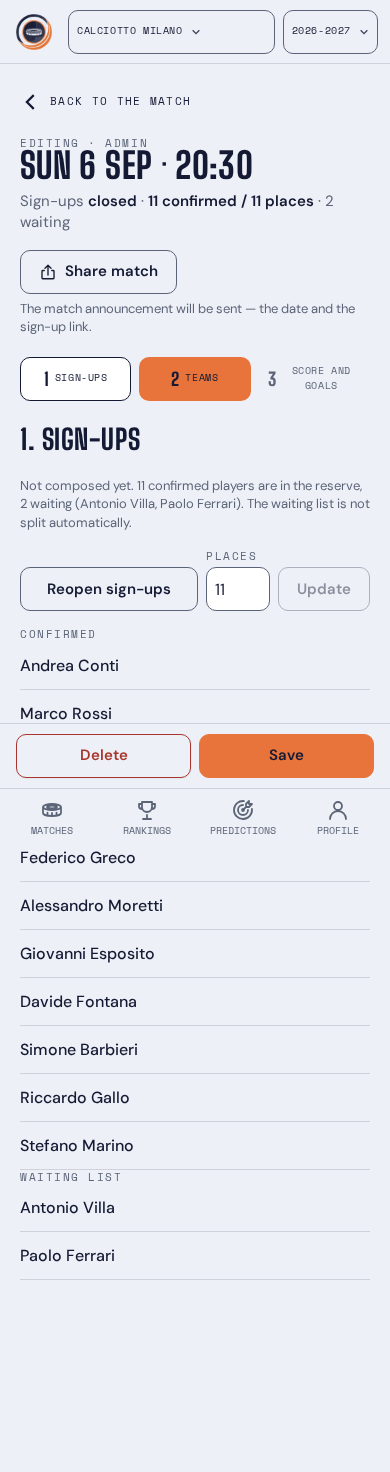 CALCIOTTO MILANO
2026-2027
BACK TO THE MATCH
EDITING · ADMIN
SUN 6 SEP · 20:30
Sign-ups closed · 11 confirmed / 11 places · 2
waiting
Share match
The match announcement will be sent — the date and the
sign-up link.
1 SIGN-UPS
2 TEAMS
3 SCORE AND
GOALS
1. SIGN-UPS
Not composed yet. 11 confirmed players are in the reserve,
2 waiting (Antonio Villa, Paolo Ferrari). The waiting list is not
split automatically.
PLACES
Reopen sign-ups
11
Update
CONFIRMED
Andrea Conti
Marco Rossi
Delete
Save
MATCHES
RANKINGS
PREDICTIONS
PROFILE
Federico Greco
Alessandro Moretti
Giovanni Esposito
Davide Fontana
Simone Barbieri
Riccardo Gallo
Stefano Marino
WAITING LIST
Antonio Villa
Paolo Ferrari